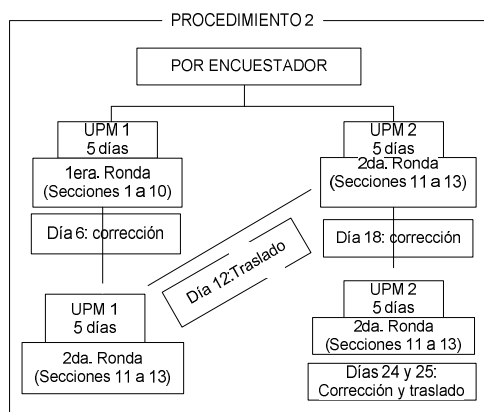 PROCEDIMIENTO 2
POR ENCUESTADOR
UPM 1
5 días
1era. Ronda
(Secciones 1 a 10)
Día 6: corrección
UPM 1
5 días
2da. Ronda
(Secciones 11 a 13)
Día 12:Traslado
UPM 2
5 días
2da. Ronda
(Secciones 11 a 13)
Día 18: corrección
UPM 2
5 días
2da. Ronda
(Secciones 11 a 13)
Días 24 y 25:
Corrección y traslado